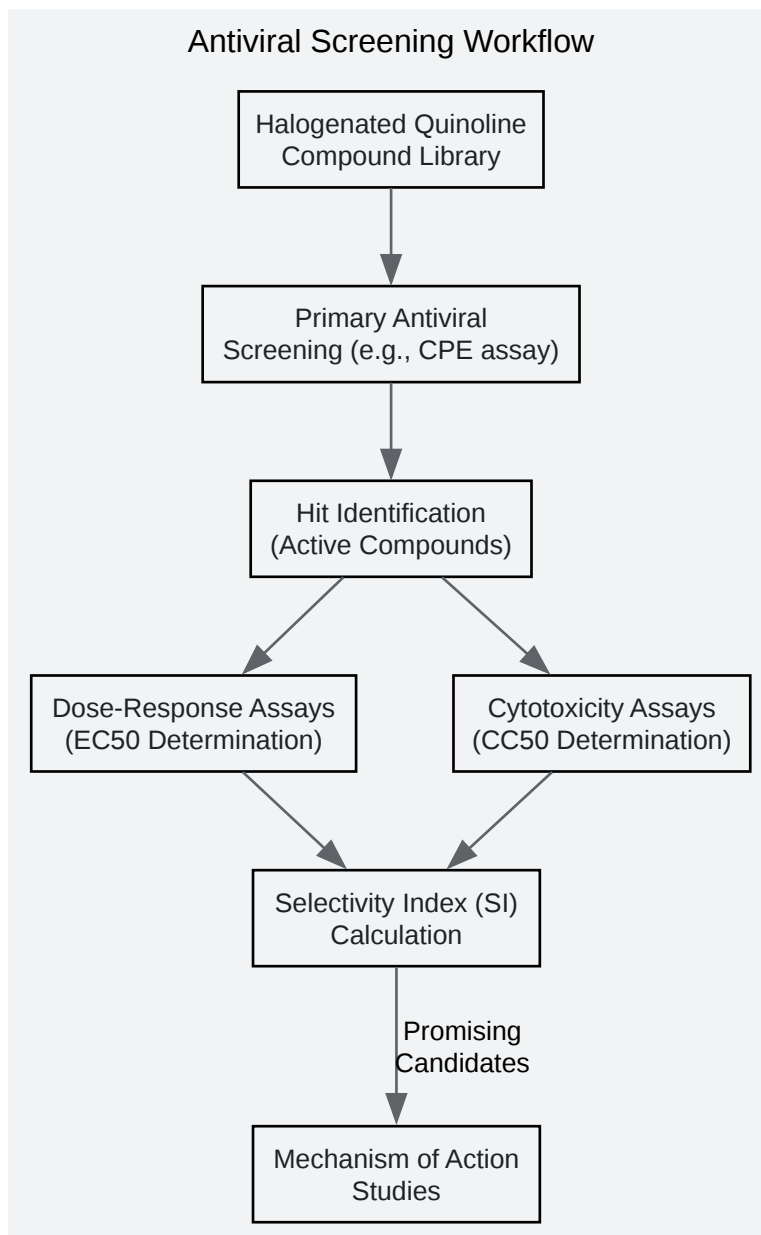 Antiviral Screening Workflow
Halogenated Quinoline
Compound Library
Primary Antiviral
Screening (e.g., CPE assay)
Hit Identification
(Active Compounds)
Dose-Response Assays
(EC50 Determination)
Cytotoxicity Assays
(CC50 Determination)
Selectivity Index (SI)
Calculation
Promising
Candidates
Mechanism of Action
Studies